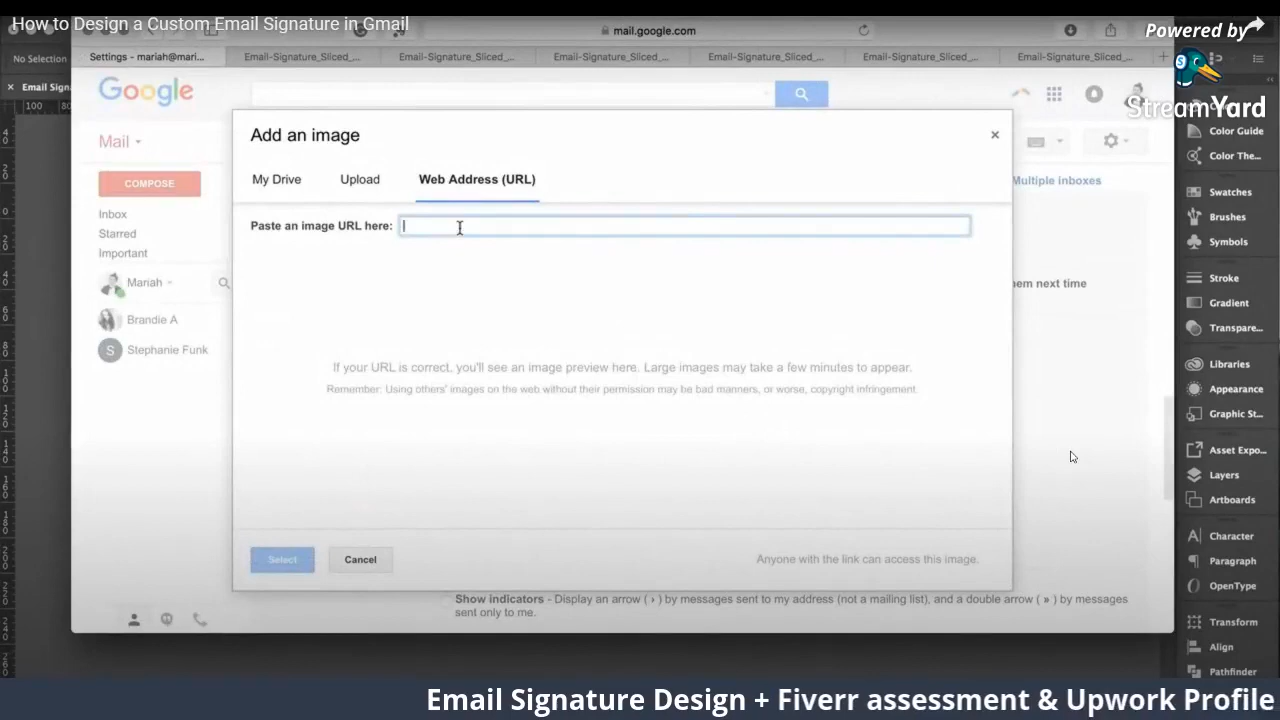 How to Design a Custom Email Signature in Gmail
mail.google.com
Powered by
StreamYard
No Selection
Settings - mariah@mari...
Email-Signature_Sliced_...
Email-Signature_Sliced_...
Email-Signature_Sliced_...
Email-Signature_Sliced_...
Email-Signature_Sliced_...
Email-Signature_Sliced_...
Email Sign
100
80
Google
Mail
COMPOSE
Inbox
Starred
Important
Mariah
Brandie A
S
Stephanie Funk
Add an image
My Drive
Upload
Web Address (URL)
Paste an image URL here:
If your URL is correct, you'll see an image preview here. Large images may take a few minutes to appear.
Remember: Using others' images on the web without their permission may be bad manners, or worse, copyright infringement.
Select
Cancel
Anyone with the link can access this image.
Multiple inboxes
hem next time
Show indicators - Display an arrow ( › ) by messages sent to my address (not a mailing list), and a double arrow ( » ) by messages
sent only to me.
Color Guide
Color The...
Swatches
Brushes
Symbols
Stroke
Gradient
Transpare...
Libraries
Appearance
Graphic St...
Asset Expo...
Layers
Artboards
Character
Paragraph
OpenType
Transform
Align
Pathfinder
Email Signature Design + Fiverr assessment & Upwork Profile